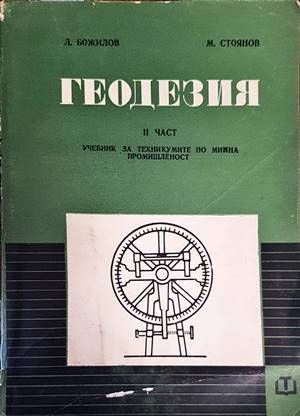 Л. БОЖИЛОВ М. СТОЯНОВ
ГЕОДЕЗИЯ
II ЧАСТ
УЧЕБНИК ЗА ТЕХНИКУМИТЕ ПО МИННА
ПРОМИШЛЕНОСТ
Т